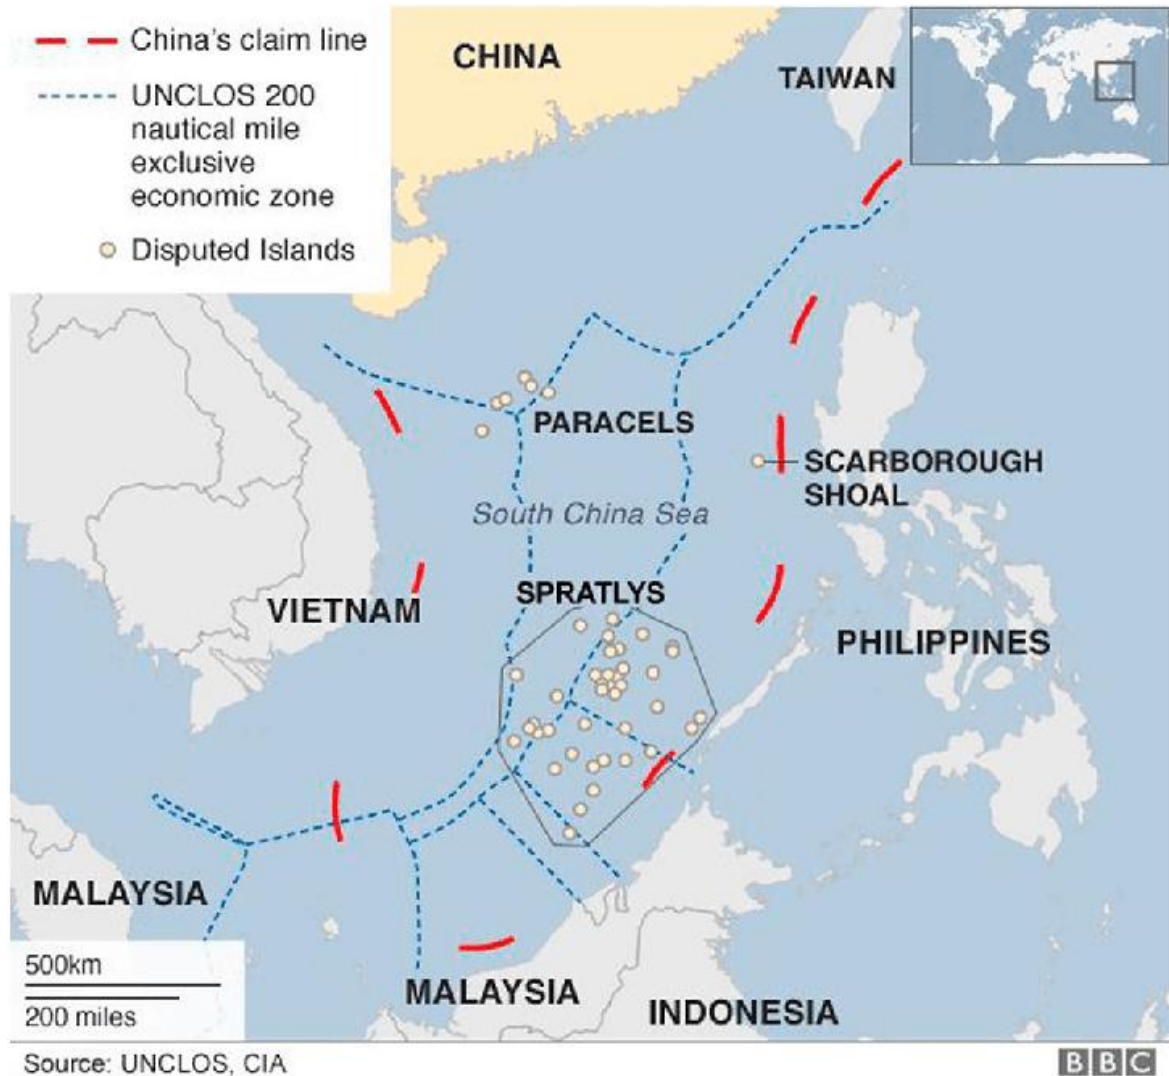 China's claim line
UNCLOS 200
nautical mile
exclusive
economic zone
Disputed Islands
CHINA
TAIWAN
PARACELS
SCARBOROUGH
SHOAL
South China Sea
SPRATLYS
VIETNAM
PHILIPPINES
MALAYSIA
MALAYSIA
INDONESIA
500km
200 miles
Source: UNCLOS, CIA
BBC